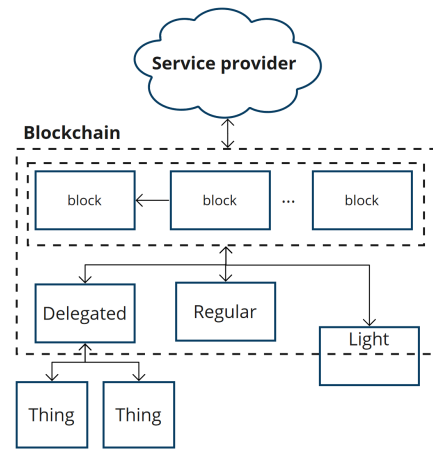 Service provider
Blockchain
block
block
...
block
Delegated
Regular
Light
Thing
Thing